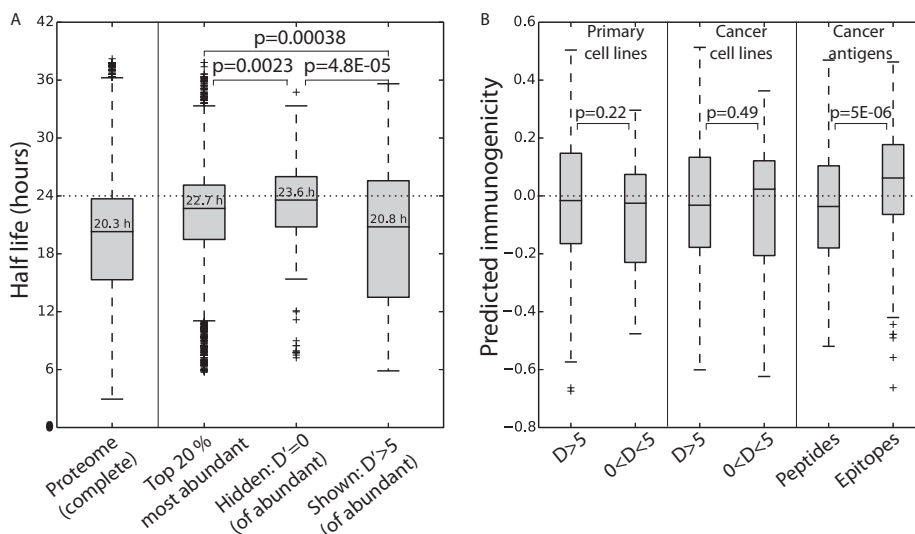 A
Half life (hours)
42
36
30
24
18
12
6
0
p=0.00038
p=0.0023
p=4.8E-05
20.3 h
22.7 h
23.6 h
20.8 h
Proteome
(complete)
Top 20 %
most abundant
Hidden: D'=0
(of abundant)
Shown: D'>5
(of abundant)
B
Predicted immunogenicity
0.6
0.4
0.2
0.0
−0.2
−0.4
−0.6
−0.8
Primary
cell lines
Cancer
cell lines
Cancer
antigens
p=0.22
p=0.49
p=5E-06
D>5
0<D<5
D>5
0<D<5
Peptides
Epitopes